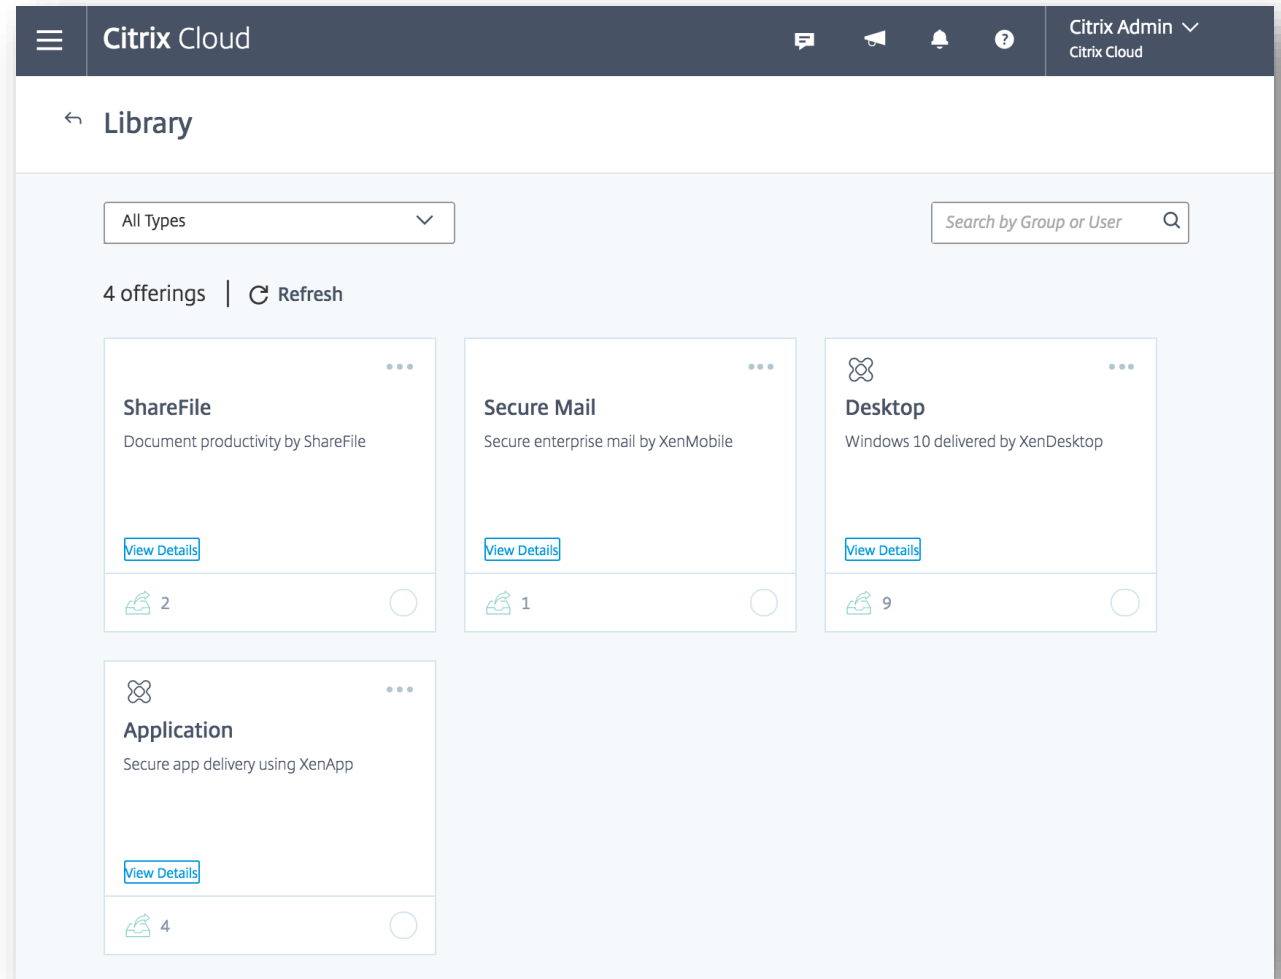 Citrix Cloud
Citrix Admin
Citrix Cloud
Library
All Types
Search by Group or User
4 offerings
Refresh
ShareFile
Document productivity by ShareFile
View Details
2
Secure Mail
Secure enterprise mail by XenMobile
View Details
1
Desktop
Windows 10 delivered by XenDesktop
View Details
9
Application
Secure app delivery using XenApp
View Details
4